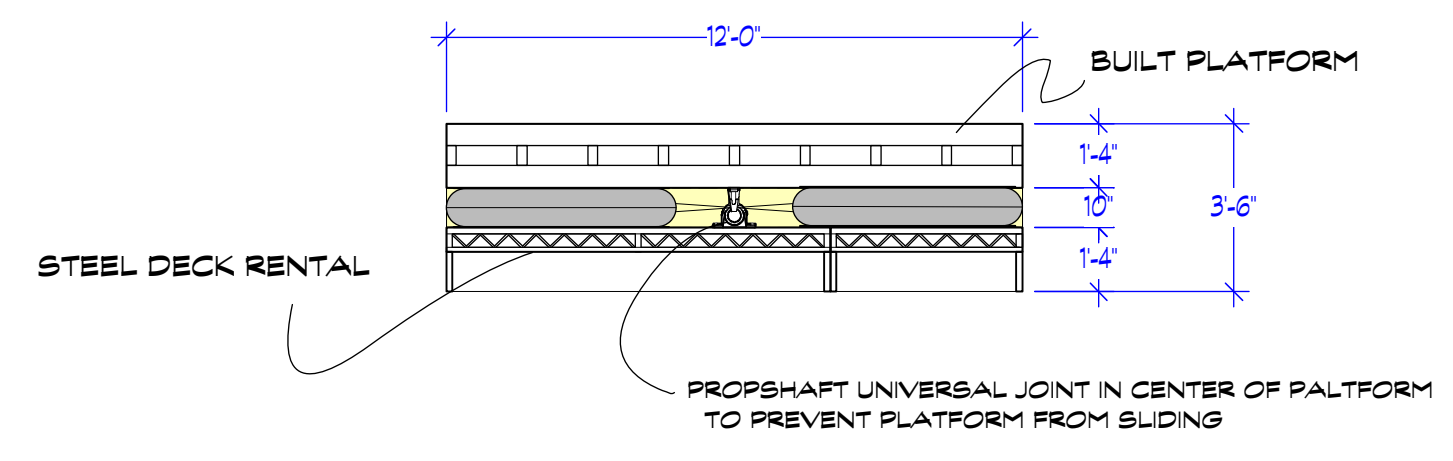 12'-0"
BUILT PLATFORM
1'-4"
10"
3'-6"
1'-4"
STEEL DECK RENTAL
PROPSHAFT UNIVERSAL JOINT IN CENTER OF PALTFORM
TO PREVENT PLATFORM FROM SLIDING